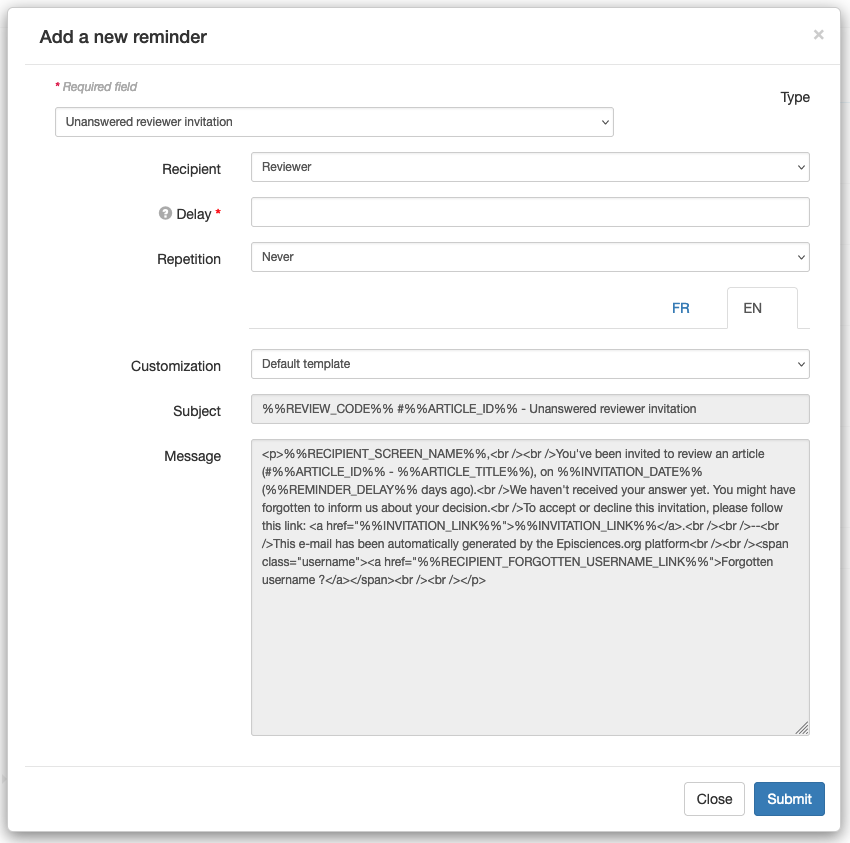 Add a new reminder ×
* Required field
Type
Unanswered reviewer invitation
Recipient Reviewer
? Delay *
Repetition Never
FR EN
Customization Default template
Subject %%REVIEW_CODE%% #%%ARTICLE_ID%% - Unanswered reviewer invitation
Message
<p>%%RECIPIENT_SCREEN_NAME%%,<br /><br />You've been invited to review an article
(#%%ARTICLE_ID%% - %%ARTICLE_TITLE%%), on %%INVITATION_DATE%%
(%%REMINDER_DELAY%% days ago).<br />We haven't received your answer yet. You might have
forgotten to inform us about your decision.<br />To accept or decline this invitation, please follow
this link: <a href="%%INVITATION_LINK%%">%%INVITATION_LINK%%</a>.<br /><br />--<br
/>This e-mail has been automatically generated by the Episciences.org platform<br /><br /><span
class="username"><a href="%%RECIPIENT_FORGOTTEN_USERNAME_LINK%%">Forgotten
username ?</a></span><br /><br /></p>
Close Submit